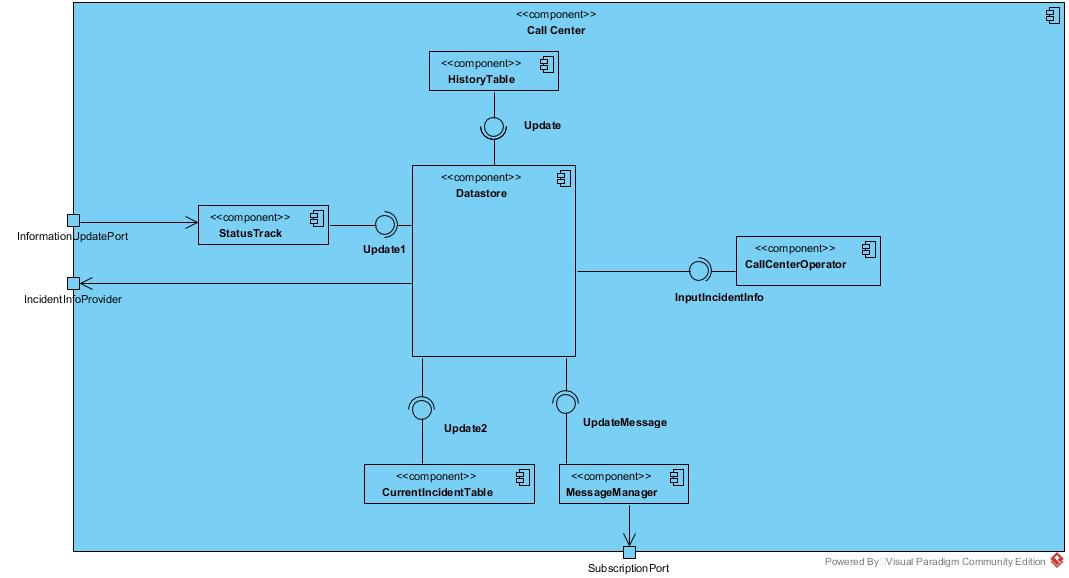 <<component>>
Call Center
<<component>>
HistoryTable
Update
<<component>>
Datastore
<<component>>
StatusTrack
InformationUpdatePort
Update1
<<component>>
CallCenterOperator
IncidentInfoProvider
InputIncidentInfo
Update2
UpdateMessage
<<component>>
CurrentIncidentTable
<<component>>
MessageManager
SubscriptionPort
Powered By Visual Paradigm Community Edition